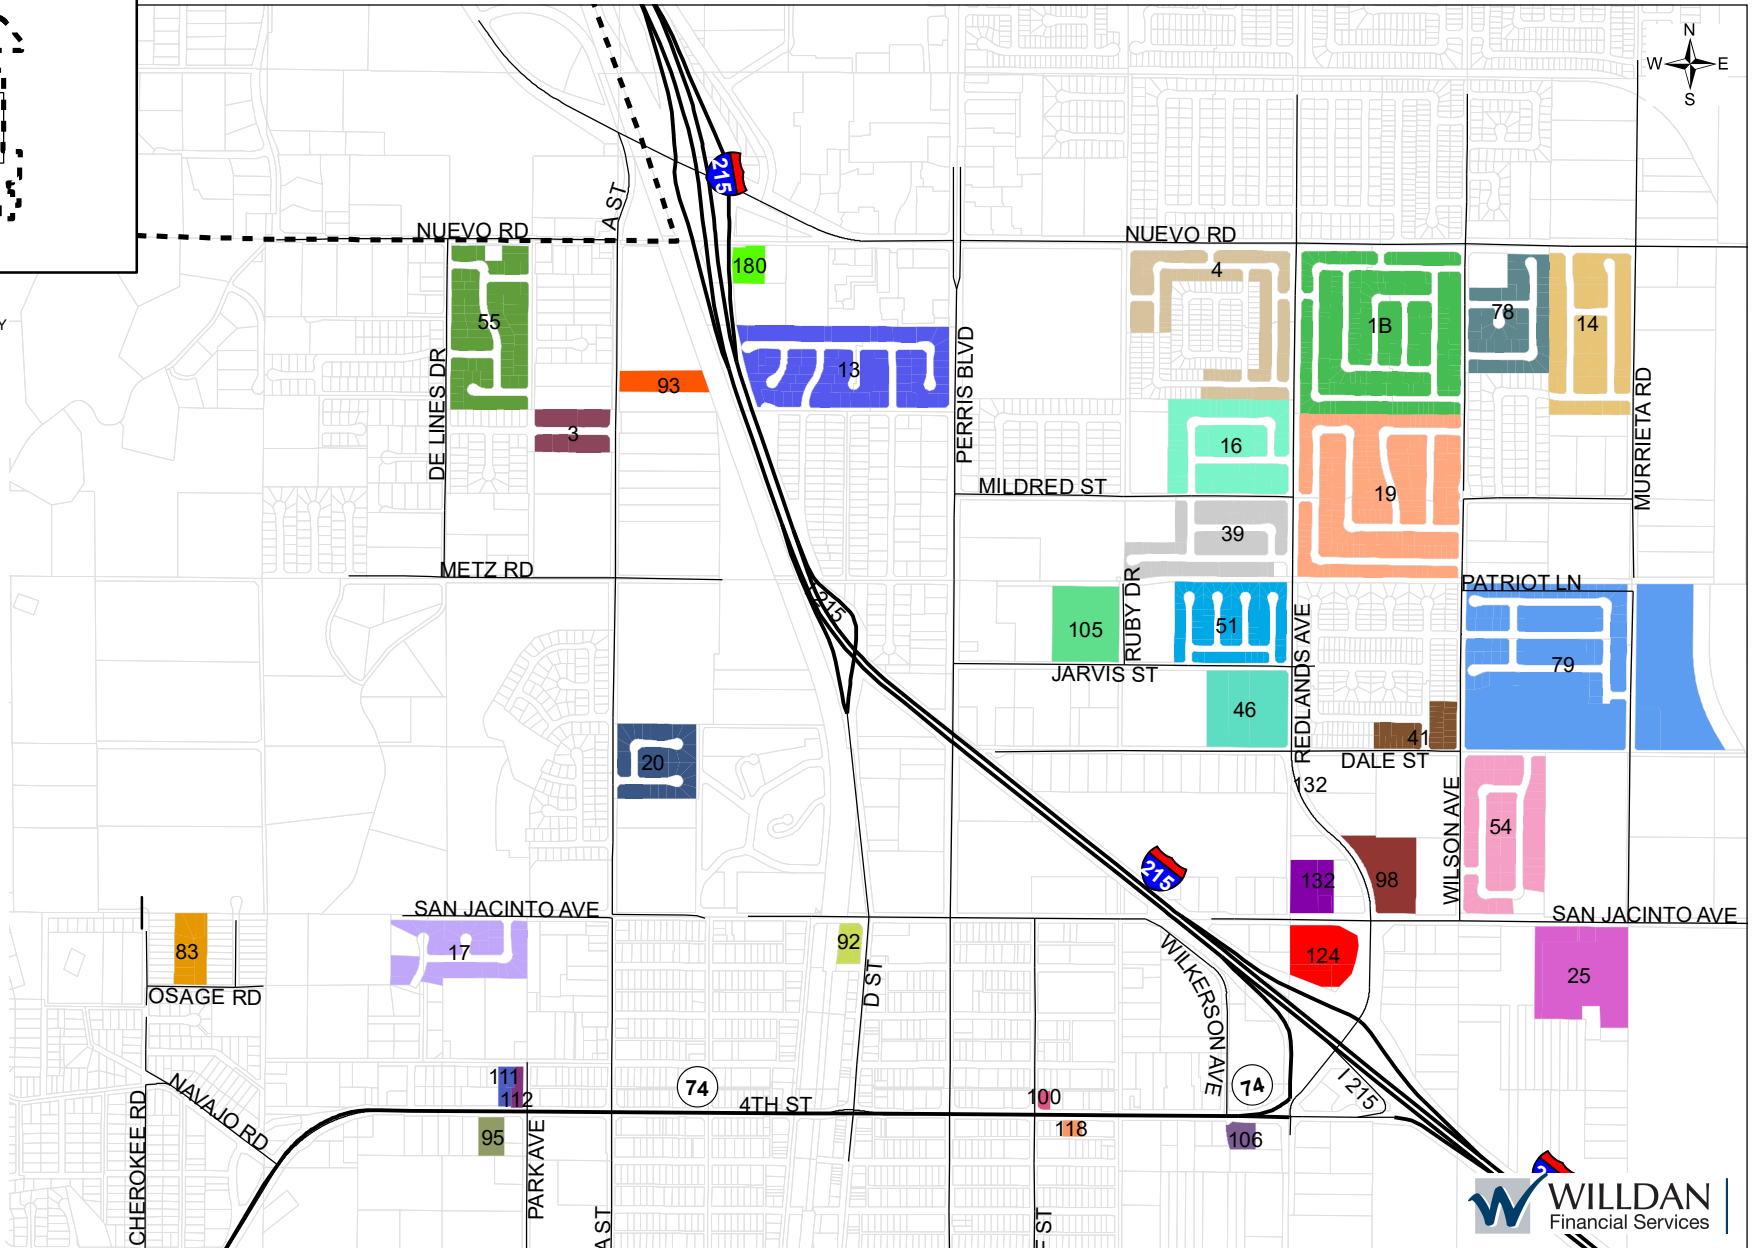 N
W E
S
215
A ST
NUEVO RD
NUEVO RD
180
4
55
1B
78
14
13
93
DE LINES DR
PERRIS BLVD
MURRIETA RD
3
16
MILDRED ST
19
39
METZ RD
PATRIOT LN
215
105
RUBY DR
51
REDLANDS AVE
79
JARVIS ST
46
41
20
DALE ST
132
WILSON AVE
54
215
132
98
SAN JACINTO AVE
SAN JACINTO AVE
83
17
92
124
25
WILKERSON AVE
OSAGE RD
D ST
111
112
74
74
I 215
NAVAJO RD
4TH ST
100
118
106
95
CHEROKEE RD
PARK AVE
A ST
ST
2
WILLDAN
Financial Services
Y